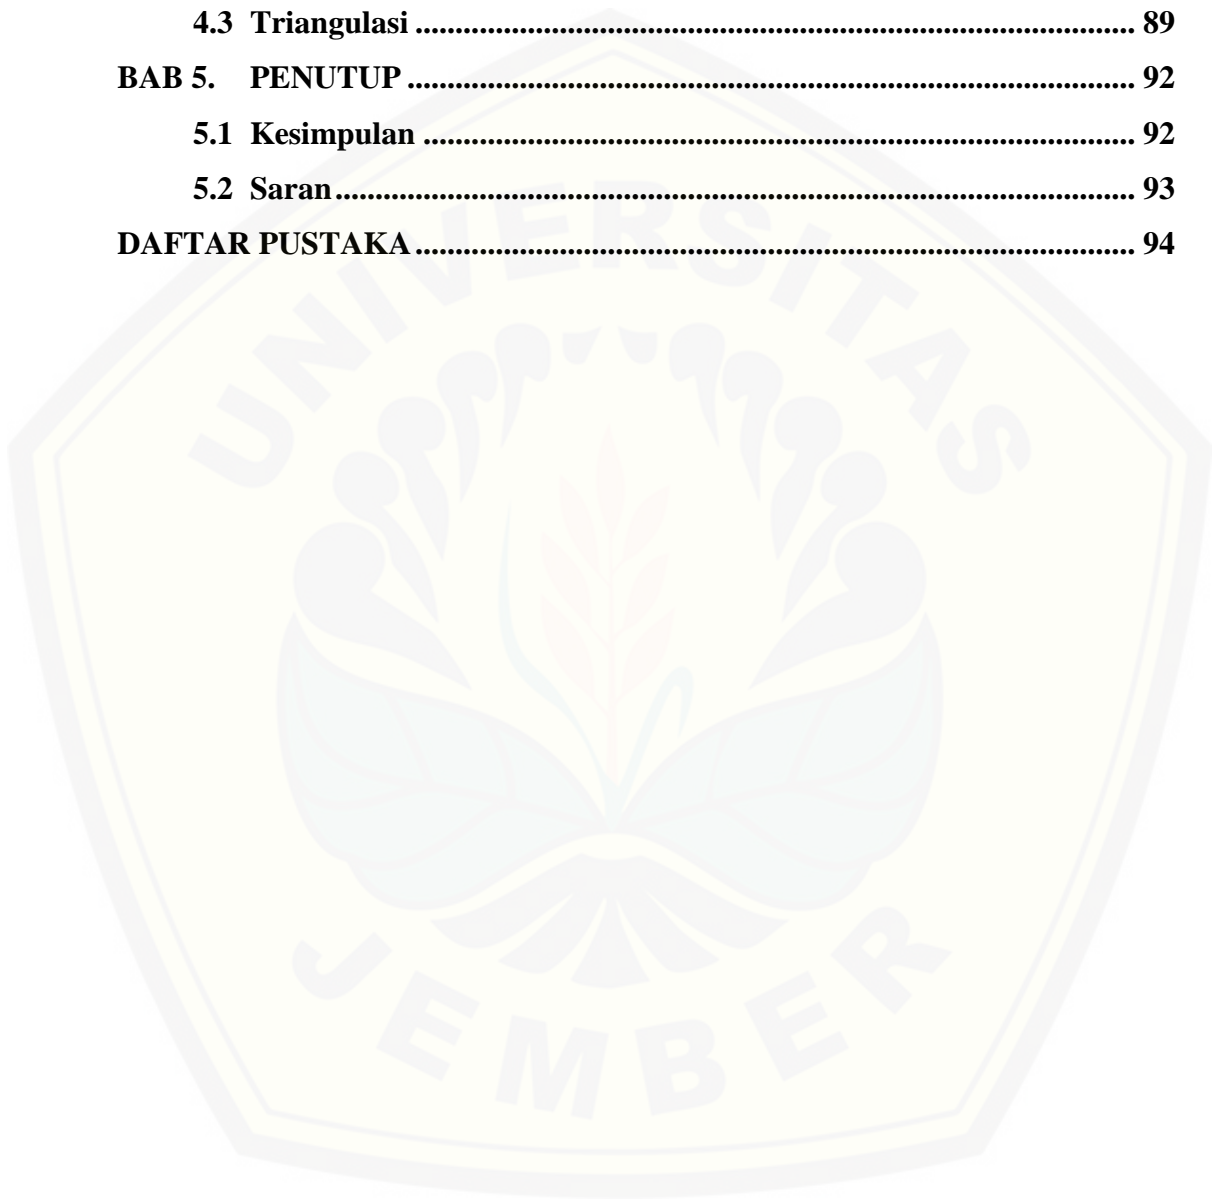 4.3 Triangulasi ........................................................................................ 89
BAB 5. PENUTUP ......................................................................................... 92
5.1 Kesimpulan ....................................................................................... 92
5.2 Saran .................................................................................................. 93
DAFTAR PUSTAKA ........................................................................................ 94
UNIVERSITAS
JEMBER